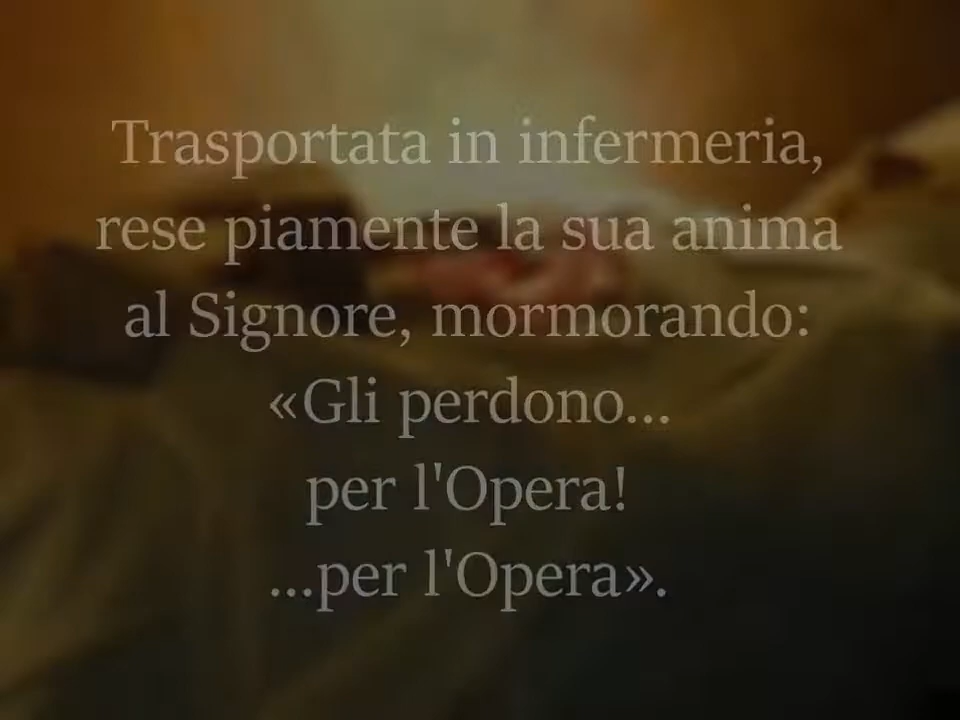 Trasportata in infermeria,
rese piamente la sua anima
al Signore, mormorando:
«Gli perdono...
per l'Opera!
...per l'Opera».